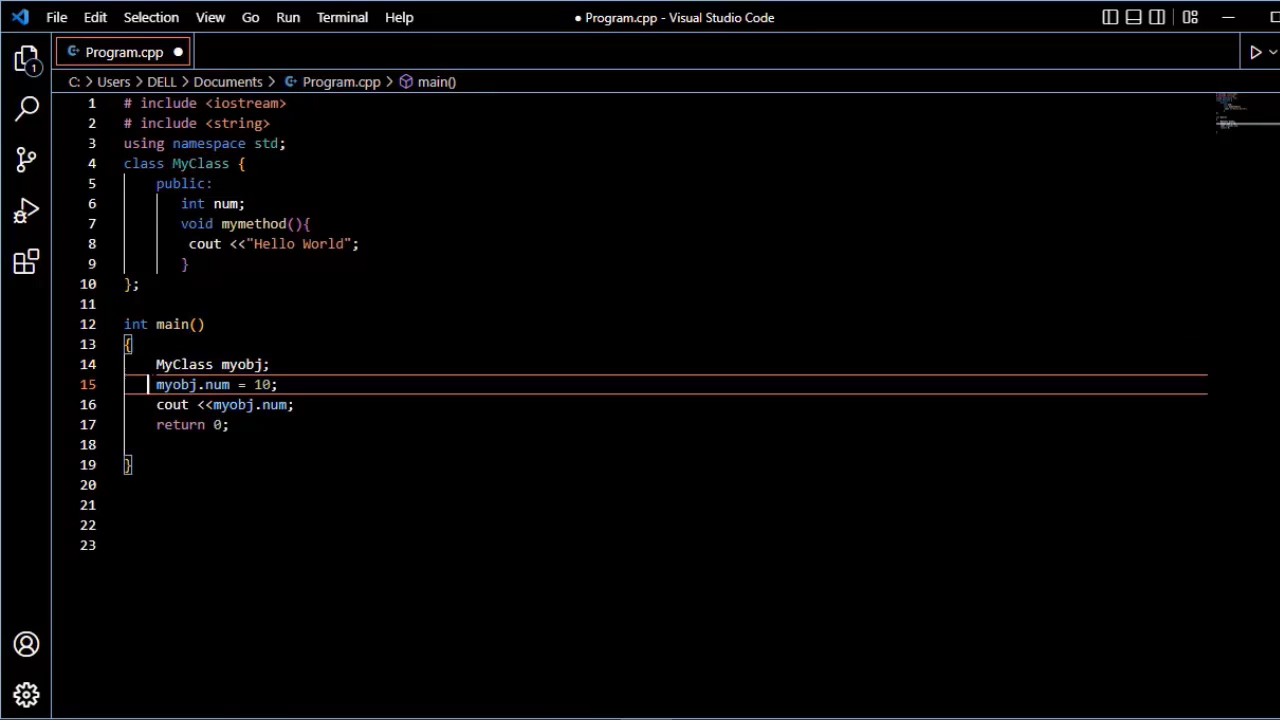 File Edit Selection View Go Run Terminal Help ● Program.cpp - Visual Studio Code
Program.cpp ●
1
C: > Users > DELL > Documents > Program.cpp > main()
1 # include <iostream>
2 # include <string>
3 using namespace std;
4 class MyClass {
5 public:
6 int num;
7 void mymethod(){
8 cout <<"Hello World";
9 }
10 };
11
12 int main()
13 {
14 MyClass myobj;
15 myobj.num = 10;
16 cout <<myobj.num;
17 return 0;
18
19 }
20
21
22
23